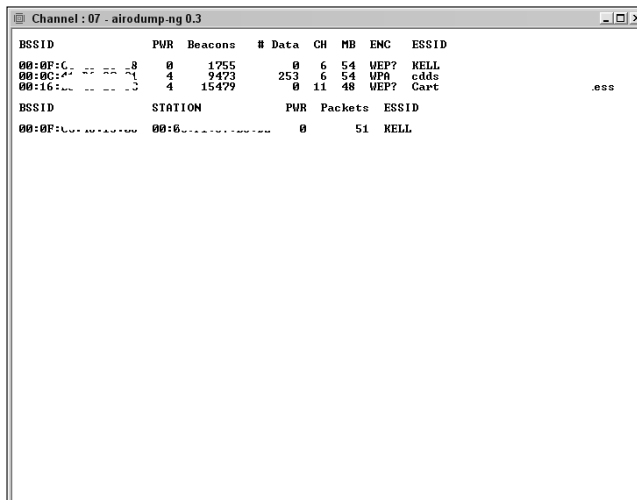 Channel : 07 - airodump-ng 0.3
BSSID PWR Beacons # Data CH MB ENC ESSID
00:0F: 8 0 1755 0 6 54 WEP? KELL
00:0C: 4 9473 253 6 54 WPA cdds
00:16: 4 15479 0 11 48 WEP? Cart ess
BSSID STATION PWR Packets ESSID
00:0F: 00: 0 51 KELL